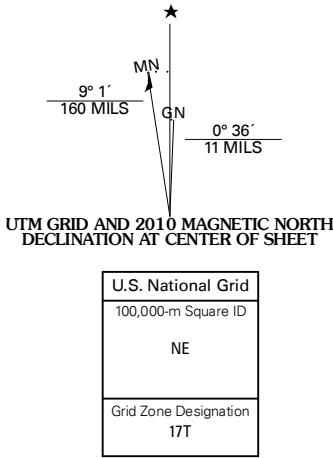 ★
MN
9° 1´
160 MILS
GN
0° 36´
11 MILS
UTM GRID AND 2010 MAGNETIC NORTH
DECLINATION AT CENTER OF SHEET
U.S. National Grid
100,000-m Square ID
NE
Grid Zone Designation
17T